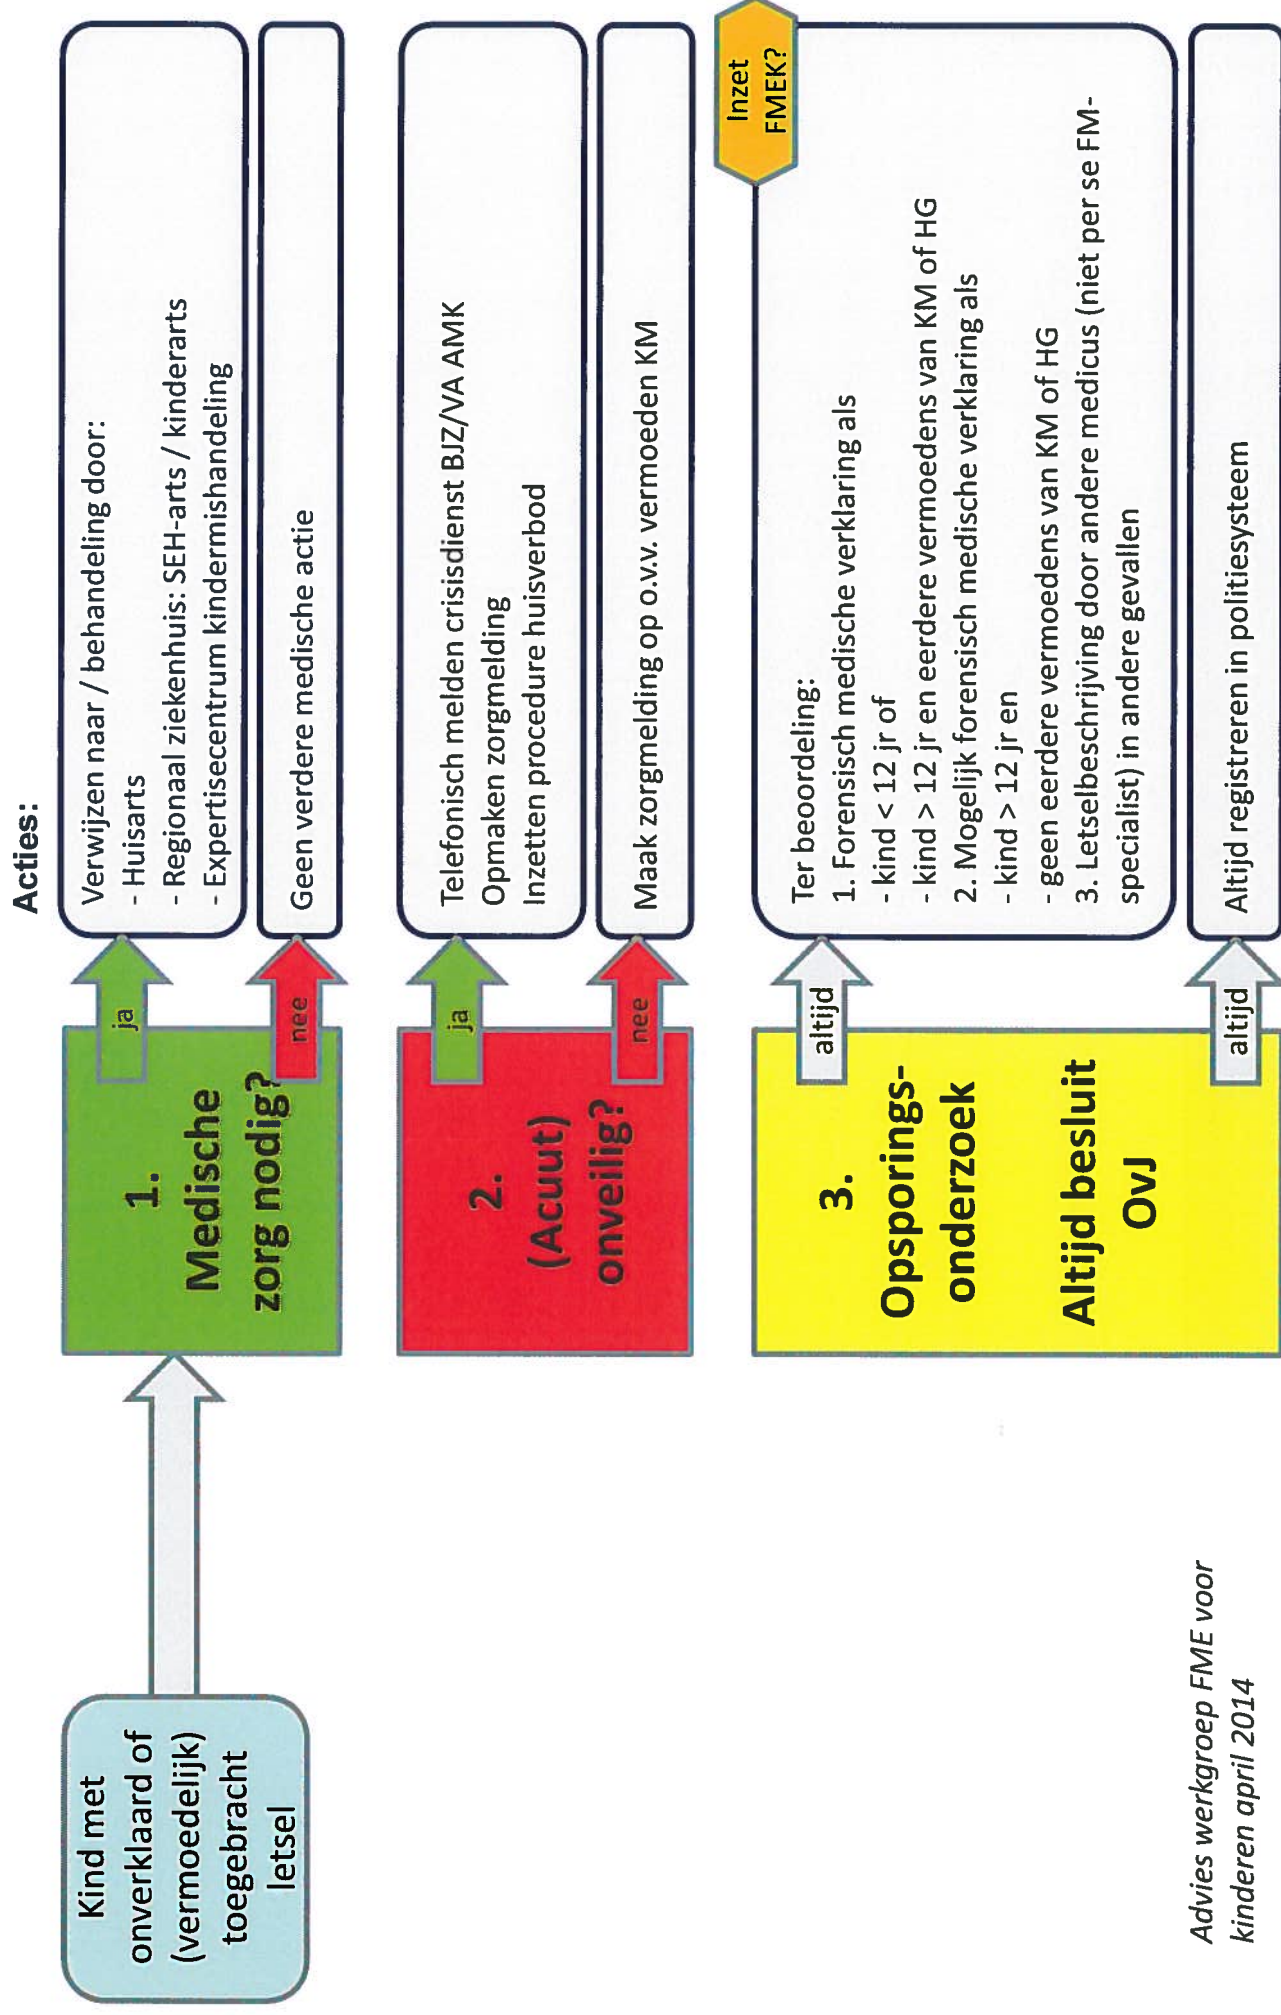 Acties:
Kind met
onverklaard of
(vermoedelijk)
toegebracht
letsel
1.
Medische
zorg nodig?
ja
Verwijzen naar / behandeling door:
- Huisarts
- Regionaal ziekenhuis: SEH-arts / kinderarts
- Expertisecentrum kindermishandeling
nee
Geen verdere medische actie
2.
(Acuut)
onveilig?
ja
Telefonisch melden crisisdienst BJZ/VA AMK
Opmaken zorgmelding
Inzetten procedure huisverbod
nee
Maak zorgmelding op o.v.v. vermoeden KM
3.
Opsporings-
onderzoek
Altijd besluit
OvJ
Inzet
FMEK?
altijd
Ter beoordeling:
1. Forensisch medische verklaring als
- kind < 12 jr of
- kind > 12 jr en eerdere vermoedens van KM of HG
2. Mogelijk forensisch medische verklaring als
- kind > 12 jr en
- geen eerdere vermoedens van KM of HG
3. Letselbeschrijving door andere medicus (niet per se FM-
specialist) in andere gevallen
altijd
Altijd registreren in politiesysteem
Advies werkgroep FME voor
kinderen april 2014